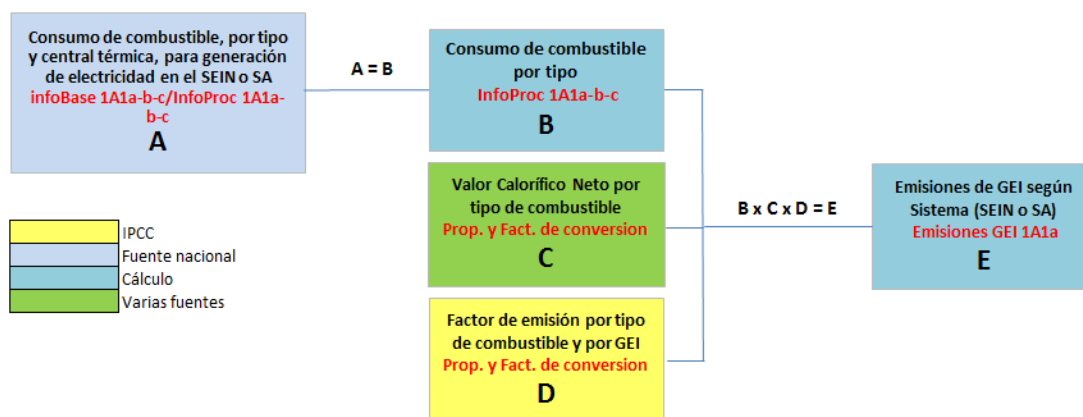 Consumo de combustible, por tipo
y central térmica, para generación
de electricidad en el SEIN o SA
infoBase 1A1a-b-c/InfoProc 1A1a-
b-c
A
A = B
Consumo de combustible
por tipo
InfoProc 1A1a-b-c
B
Valor Calorífico Neto por
tipo de combustible
Prop. y Fact. de conversion
C
Factor de emisión por tipo
de combustible y por GEI
Prop. y Fact. de conversion
D
B x C x D = E
Emisiones de GEI según
Sistema (SEIN o SA)
Emisiones GEI 1A1a
E
IPCC
Fuente nacional
Cálculo
Varias fuentes